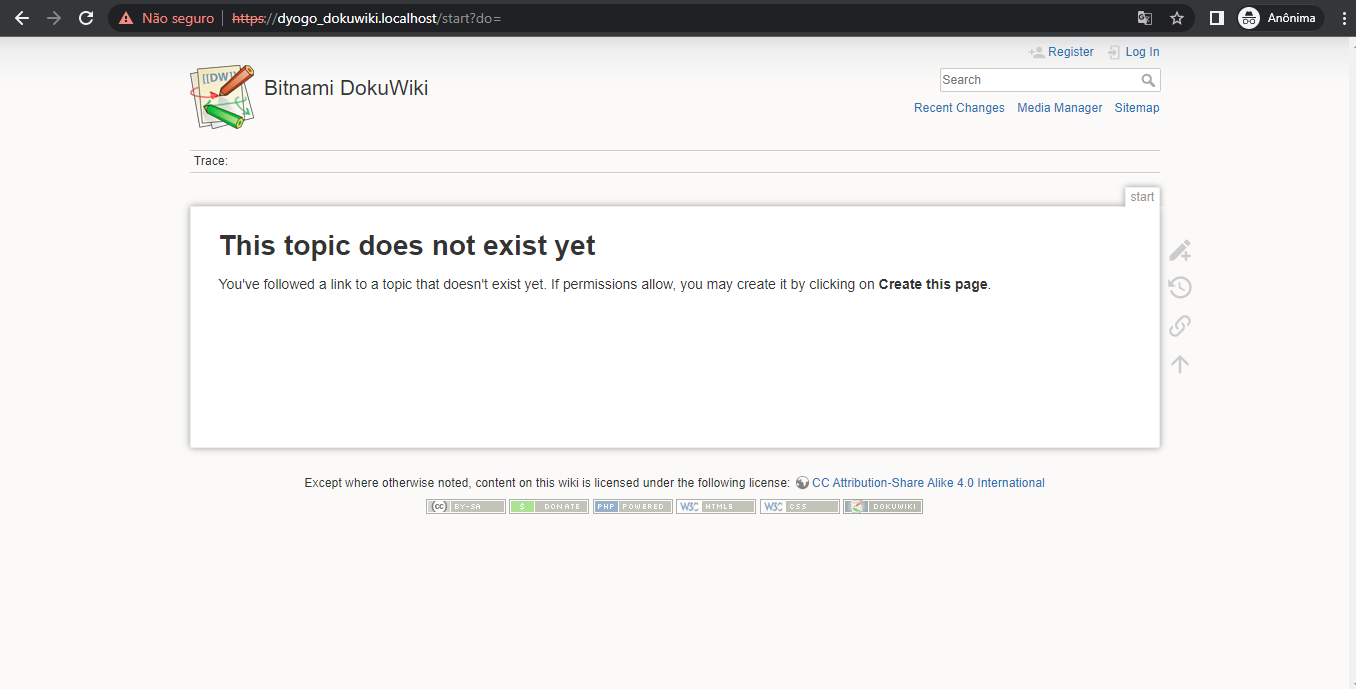 Não seguro https://dyogo_dokuwiki.localhost/start?do= Anônima
Register Log In
[[DW]] Bitnami DokuWiki
Search
Recent Changes Media Manager Sitemap
Trace:
start
This topic does not exist yet
You've followed a link to a topic that doesn't exist yet. If permissions allow, you may create it by clicking on Create this page.
Except where otherwise noted, content on this wiki is licensed under the following license: CC Attribution-Share Alike 4.0 International
cc BY-SA $ DONATE PHP POWERED W3C HTML5 W3C CSS DOKUWIKI